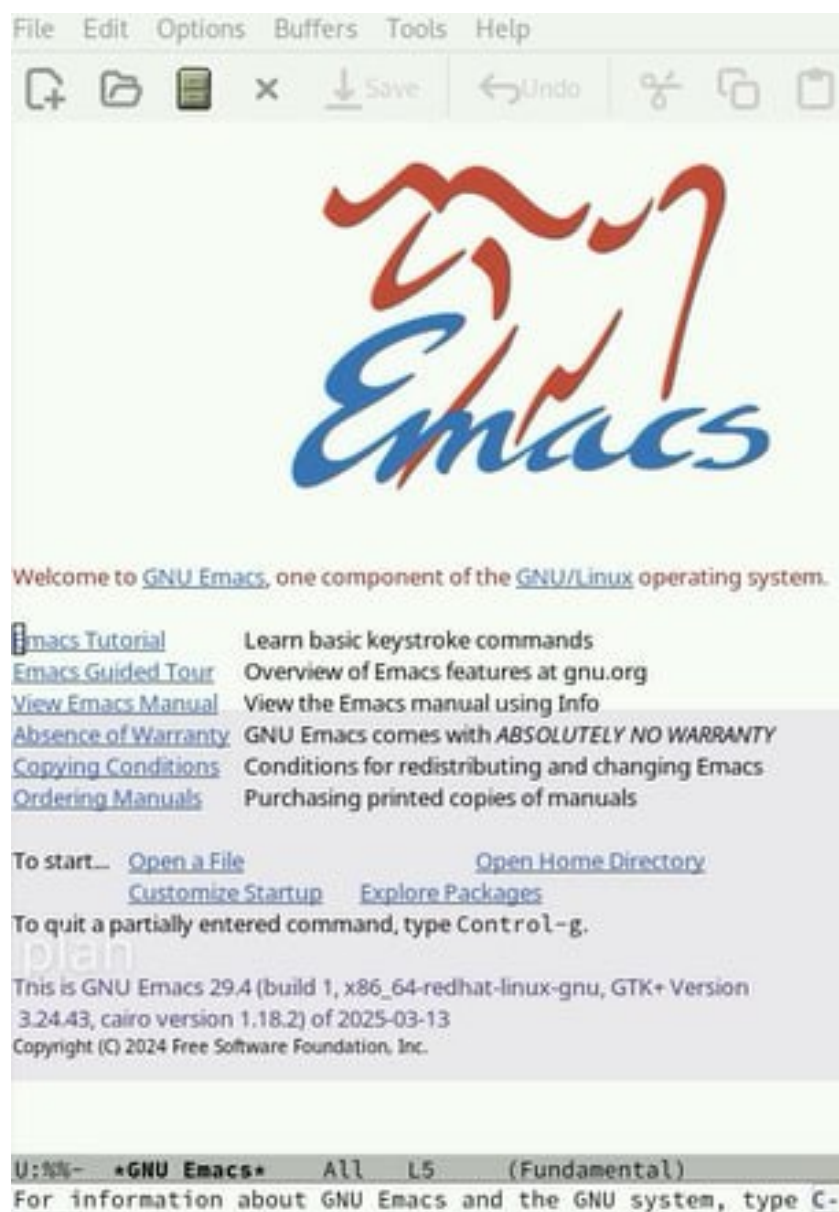 File Edit Options Buffers Tools Help
Save Undo
Emacs
Welcome to GNU Emacs, one component of the GNU/Linux operating system.
Emacs Tutorial Learn basic keystroke commands
Emacs Guided Tour Overview of Emacs features at gnu.org
View Emacs Manual View the Emacs manual using Info
Absence of Warranty GNU Emacs comes with ABSOLUTELY NO WARRANTY
Copying Conditions Conditions for redistributing and changing Emacs
Ordering Manuals Purchasing printed copies of manuals
To start... Open a File Open Home Directory
Customize Startup Explore Packages
To quit a partially entered command, type Control-g.
plan
This is GNU Emacs 29.4 (build 1, x86_64-redhat-linux-gnu, GTK+ Version
3.24.43, cairo version 1.18.2) of 2025-03-13
Copyright (C) 2024 Free Software Foundation, Inc.
U:%%- *GNU Emacs* All L5 (Fundamental)
For information about GNU Emacs and the GNU system, type C-